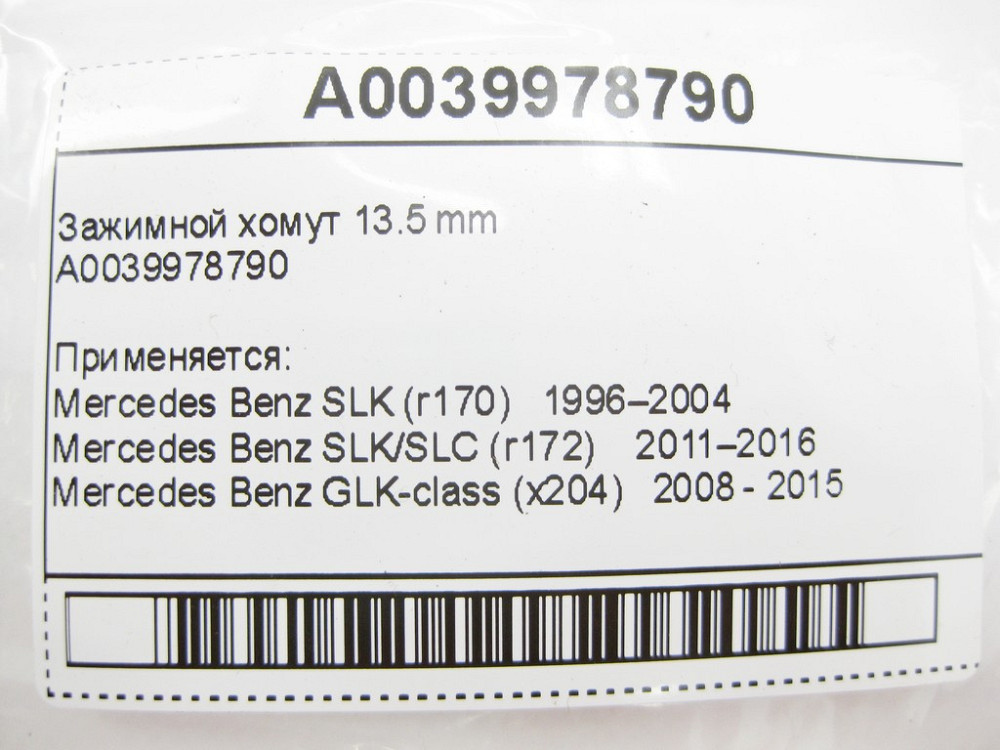 A0039978790
Зажимной хомут 13.5 mm
A0039978790
Применяется:
Mercedes Benz SLK (r170) 1996–2004
Mercedes Benz SLK/SLC (r172) 2011–2016
Mercedes Benz GLK-class (x204) 2008 - 2015